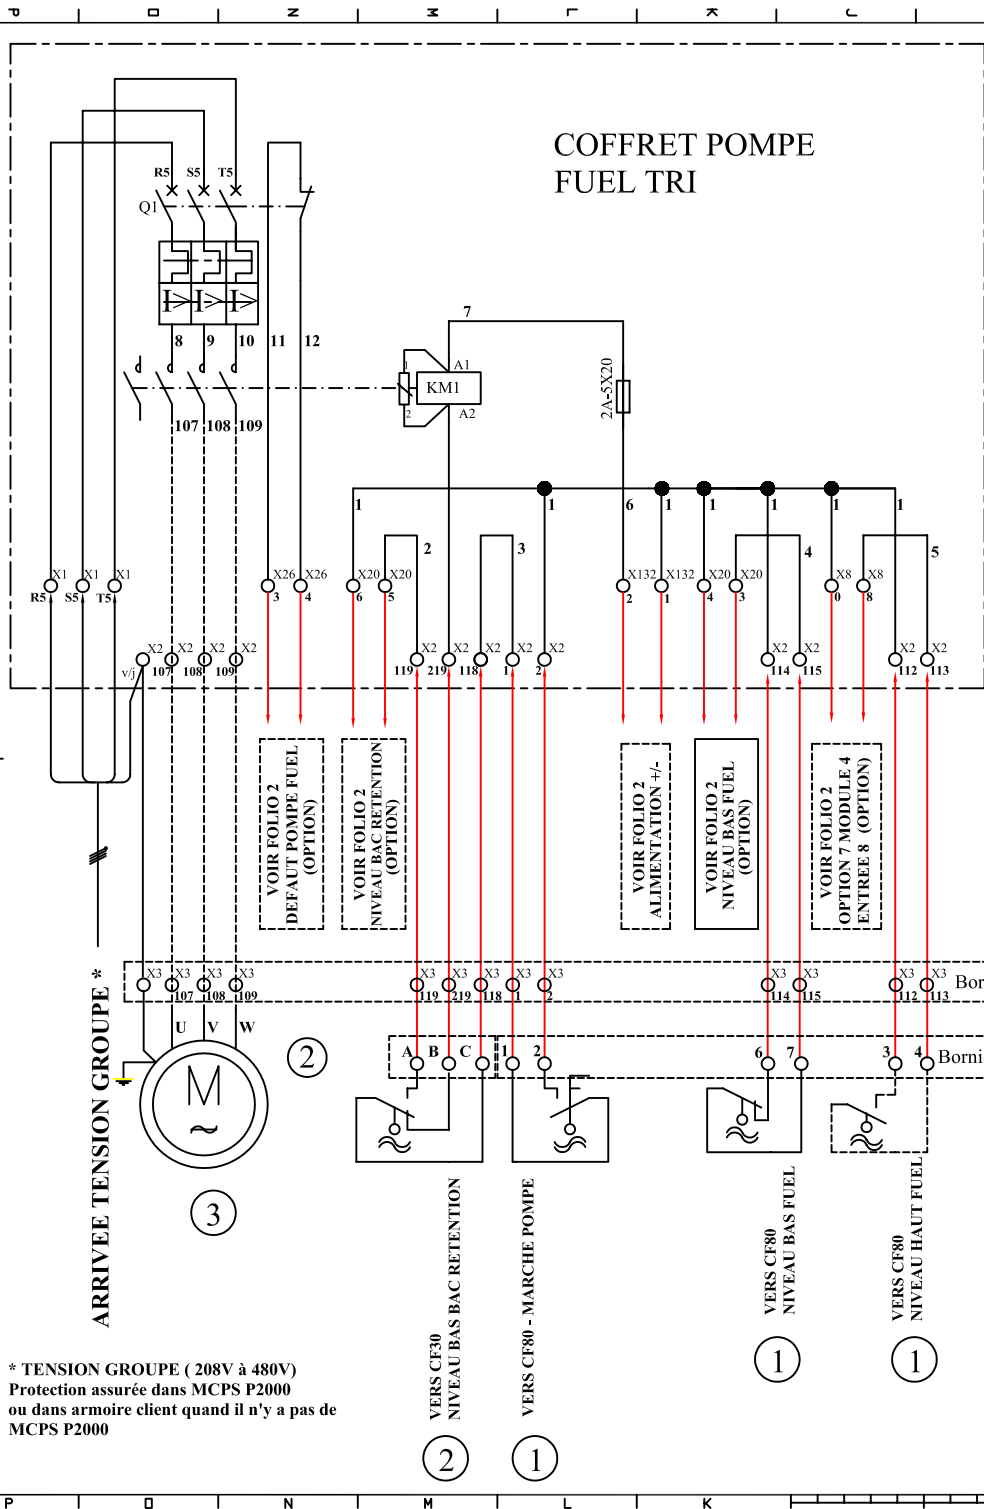 P O N M L K J
COFFRET POMPE
FUEL TRI
R5 S5 T5
Q1
I> I> I>
8 9 10 11 12
7
1
A1
KM1
2
A2
2A-5X20
107 108 109
1 1 6 1 1 1 1 1
2 3 4 5
X1 X1 X1 X26 X26 X20 X20 X132 X132 X20 X20 X8 X8
R5 S5 T5 3 4 6 5 2 1 4 3 0 8
X2 X2 X2 X2 X2 X2 X2 X2 X2 X2 X2 X2 X2
v/j 107 108 109 119 219 118 1 2 114 115 112 113
VOIR FOLIO 2
DEFAUT POMPE FUEL
(OPTION)
VOIR FOLIO 2
NIVEAU BAC RETENTION
(OPTION)
VOIR FOLIO 2
ALIMENTATION +/-
VOIR FOLIO 2
NIVEAU BAS FUEL
(OPTION)
VOIR FOLIO 2
OPTION 7 MODULE 4
ENTREE 8 (OPTION)
X3 X3 X3 X3 X3 X3 X3 X3 X3 X3 X3 X3 X3
107 108 109 119 219 118 1 2 114 115 112 113
Bor
U V W
2
A B C 1 2 6 7 3 4
Borni
M
~
3
ARRIVEE TENSION GROUPE *
VERS CF30
NIVEAU BAS BAC RETENTION
2
VERS CF80 - MARCHE POMPE
1
VERS CF80
NIVEAU BAS FUEL
1
VERS CF80
NIVEAU HAUT FUEL
1
* TENSION GROUPE ( 208V à 480V)
Protection assurée dans MCPS P2000
ou dans armoire client quand il n'y a pas de
MCPS P2000
P O N M L K